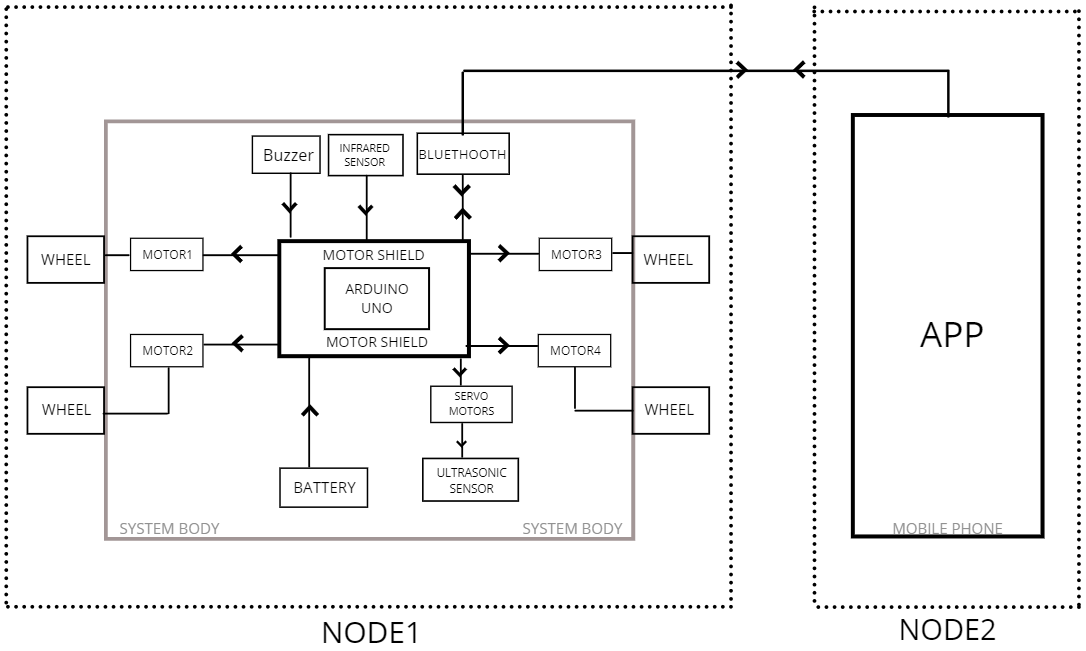 Buzzer
INFRARED
SENSOR
BLUETHOOTH
WHEEL
MOTOR1
MOTOR SHIELD
ARDUINO
UNO
MOTOR SHIELD
MOTOR3
WHEEL
MOTOR2
MOTOR4
WHEEL
SERVO
MOTORS
WHEEL
BATTERY
ULTRASONIC
SENSOR
SYSTEM BODY
SYSTEM BODY
NODE1
APP
MOBILE PHONE
NODE2